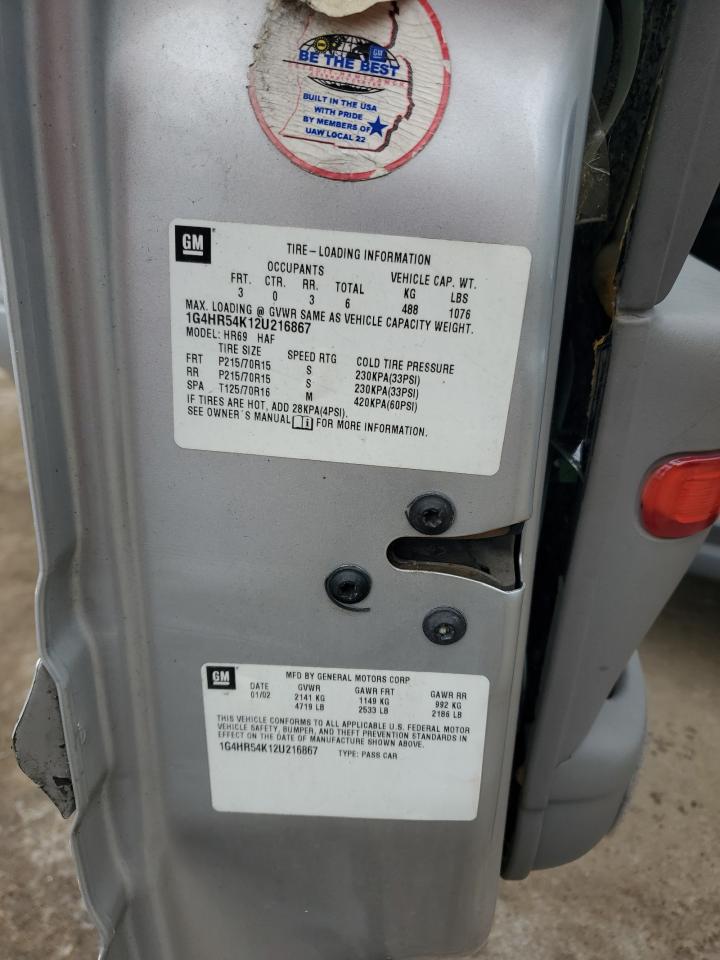 GM
BE THE BEST
BUILT IN THE USA
WITH PRIDE
BY MEMBERS OF
UAW LOCAL 22
GM
TIRE-LOADING INFORMATION
OCCUPANTS VEHICLE CAP. WT.
FRT. CTR. RR. TOTAL KG LBS
3 0 3 6 488 1076
MAX. LOADING @ GVWR SAME AS VEHICLE CAPACITY WEIGHT.
1G4HR54K12U216867
MODEL: HR69 HAF
TIRE SIZE SPEED RTG COLD TIRE PRESSURE
FRT P215/70R15 S 230KPA(33PSI)
RR P215/70R15 S 230KPA(33PSI)
SPA T125/70R16 M 420KPA(60PSI)
IF TIRES ARE HOT, ADD 28KPA(4PSI).
SEE OWNER'S MANUAL i FOR MORE INFORMATION.
GM
MFD BY GENERAL MOTORS CORP
DATE GVWR GAWR FRT GAWR RR
01/02 2141 KG 1149 KG 992 KG
4719 LB 2533 LB 2186 LB
THIS VEHICLE CONFORMS TO ALL APPLICABLE U.S. FEDERAL MOTOR
VEHICLE SAFETY, BUMPER, AND THEFT PREVENTION STANDARDS IN
EFFECT ON THE DATE OF MANUFACTURE SHOWN ABOVE.
1G4HR54K12U216867 TYPE: PASS CAR